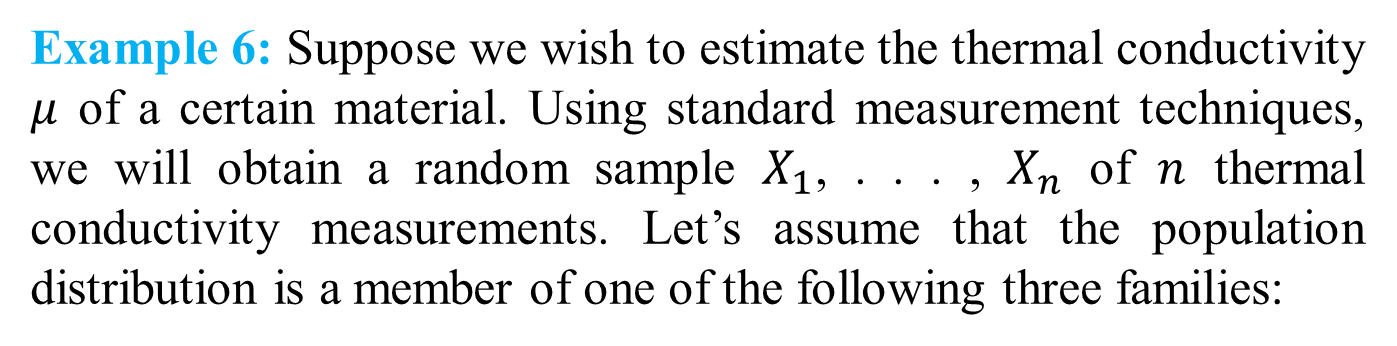 Example 6: Suppose we wish to estimate the thermal conductivity
μ of a certain material. Using standard measurement techniques,
we will obtain a random sample X₁, . . . , Xₙ of n thermal
conductivity measurements. Let’s assume that the population
distribution is a member of one of the following three families: